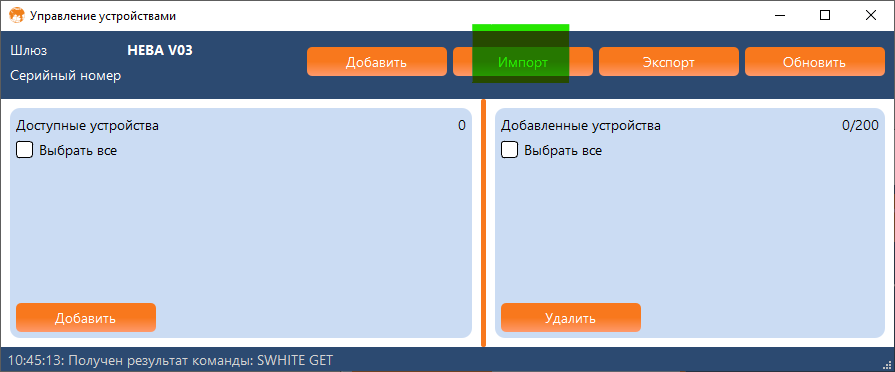 Управление устройствами
Шлюз НЕВА V03
Серийный номер
Добавить Импорт Экспорт Обновить
Доступные устройства 0
Выбрать все
Добавить
Добавленные устройства 0/200
Выбрать все
Удалить
10:45:13: Получен результат команды: SWHITE GET